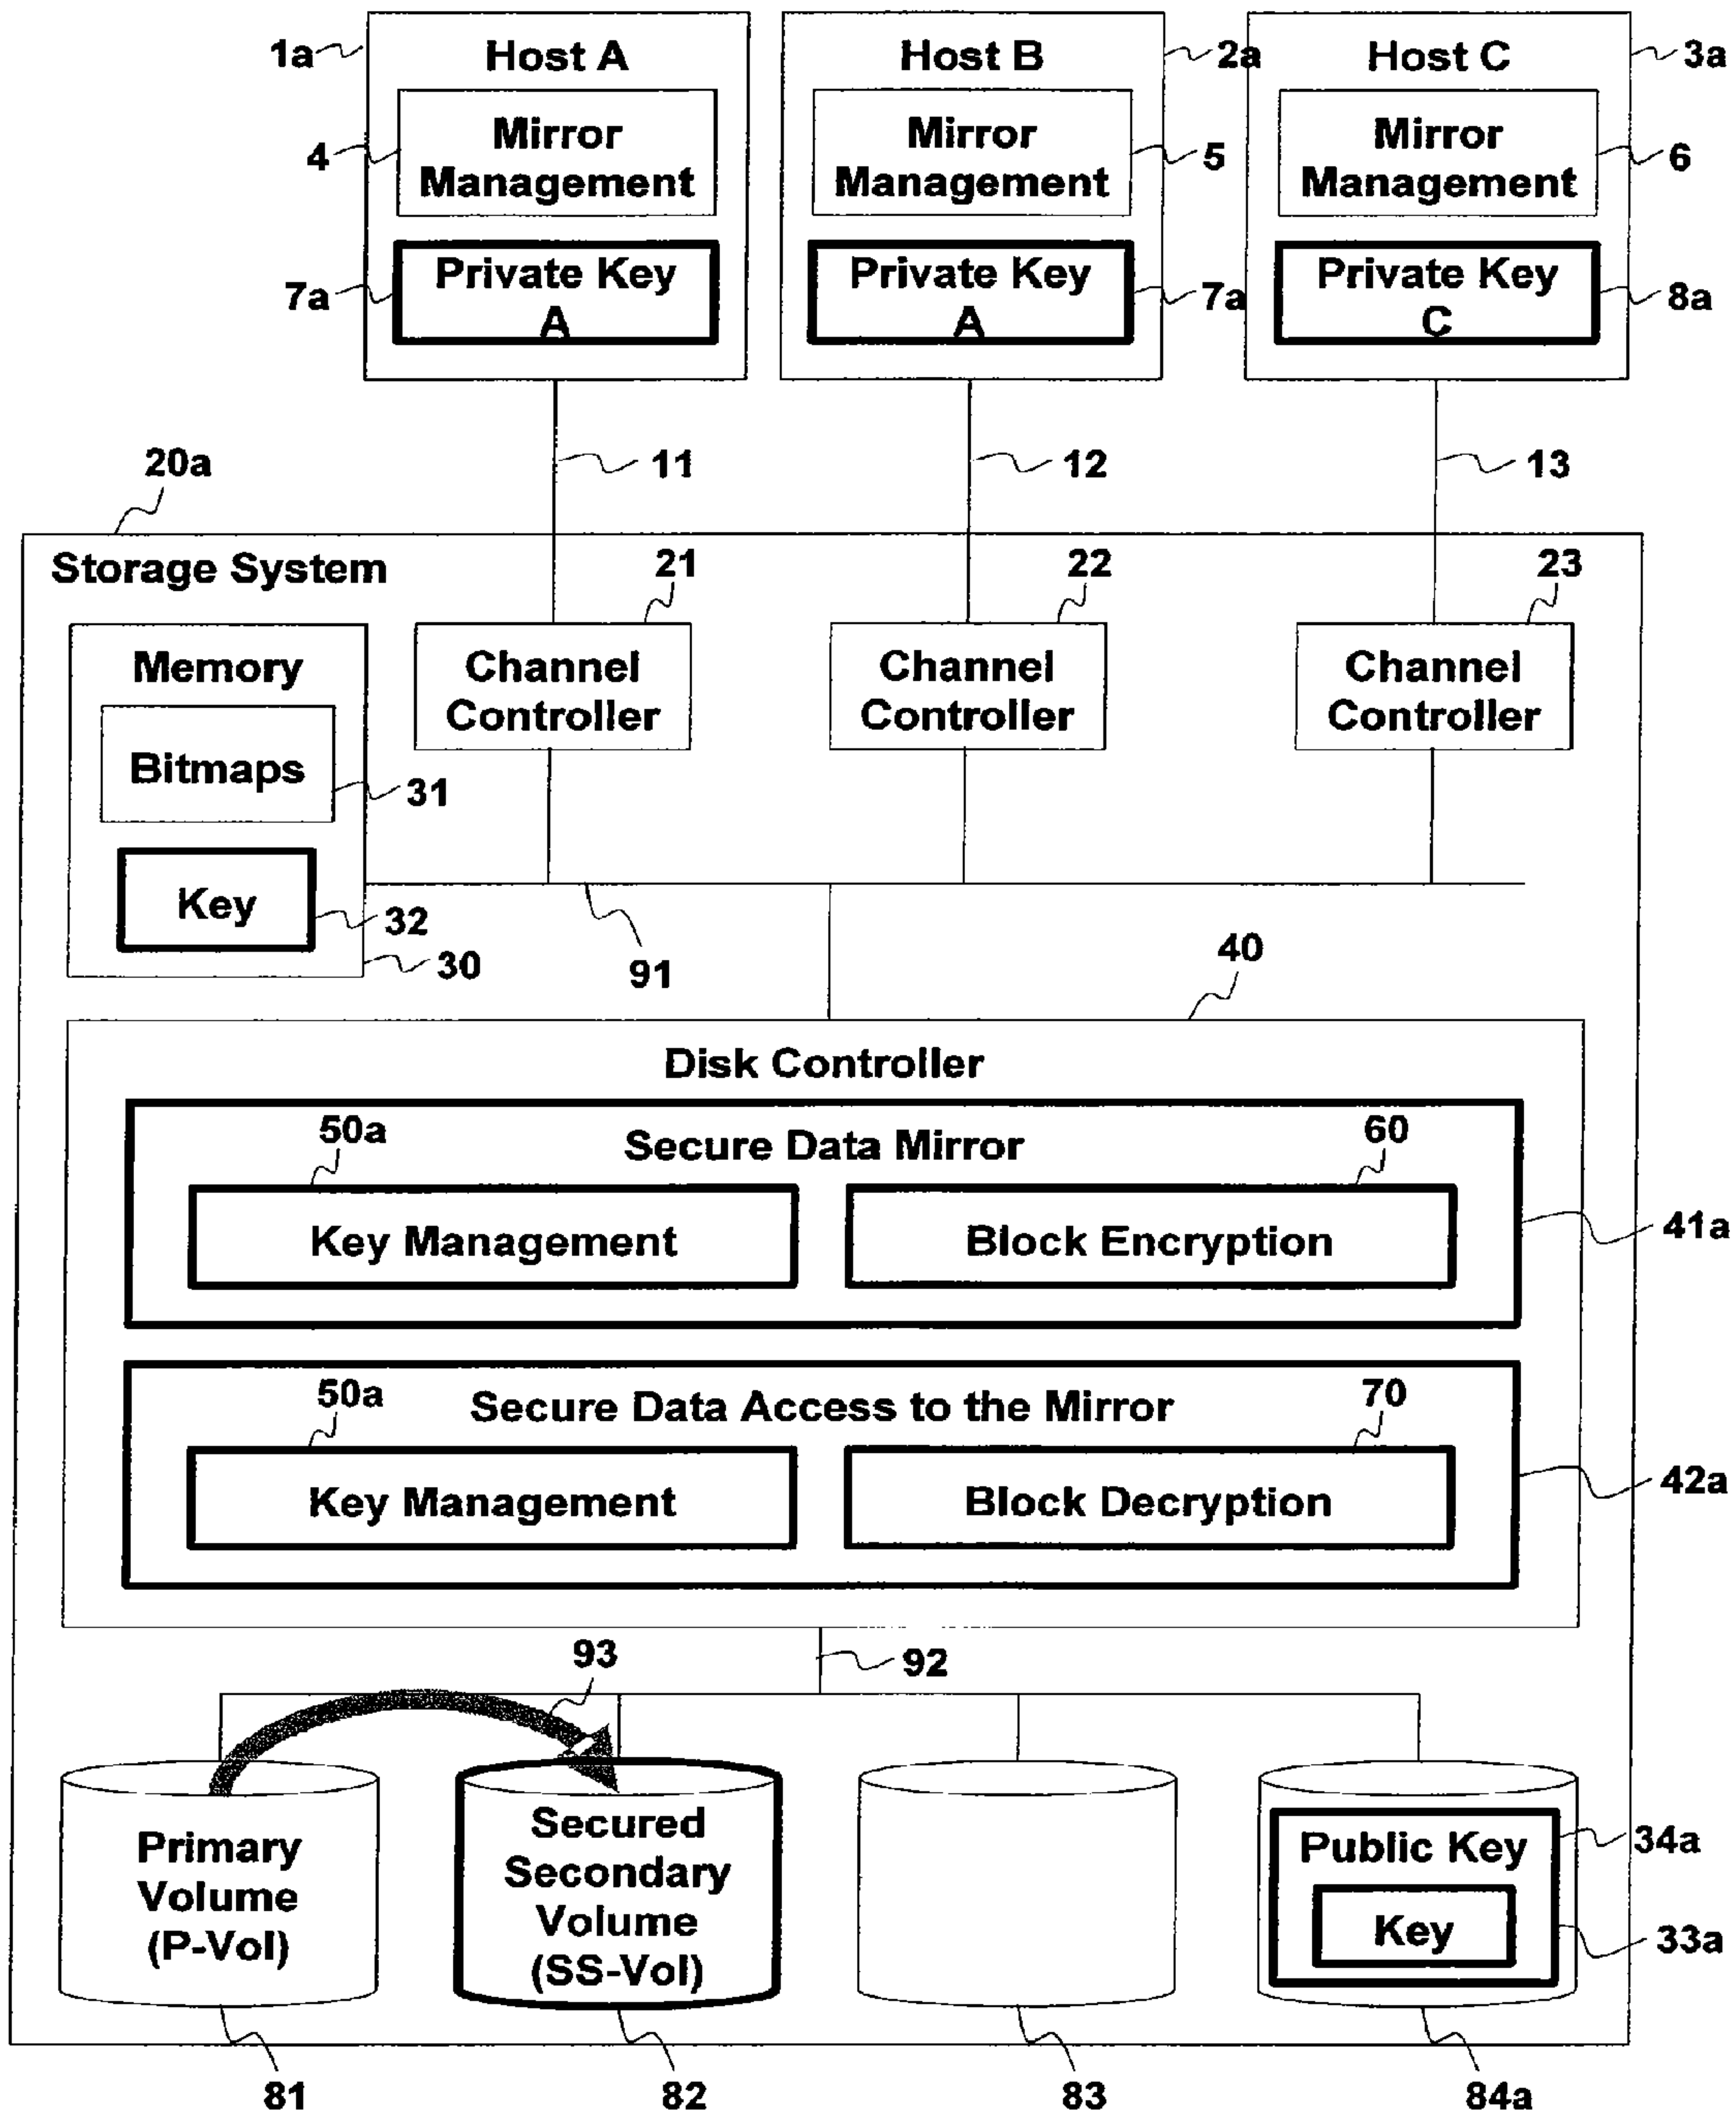 1a
Host A
Host B
2a
Host C
3a
4
Mirror
Management
Mirror
Management
5
Mirror
Management
6
7a
Private Key
A
Private Key
A
7a
Private Key
C
8a
20a
11
12
13
Storage System
21
22
23
Memory
Channel
Controller
Channel
Controller
Channel
Controller
Bitmaps
31
Key
32
30
91
40
Disk Controller
50a
Secure Data Mirror
60
Key Management
Block Encryption
41a
50a
Secure Data Access to the Mirror
70
Key Management
Block Decryption
42a
93
92
Primary
Volume
(P-Vol)
Secured
Secondary
Volume
(SS-Vol)
Public Key
34a
Key
33a
81
82
83
84a